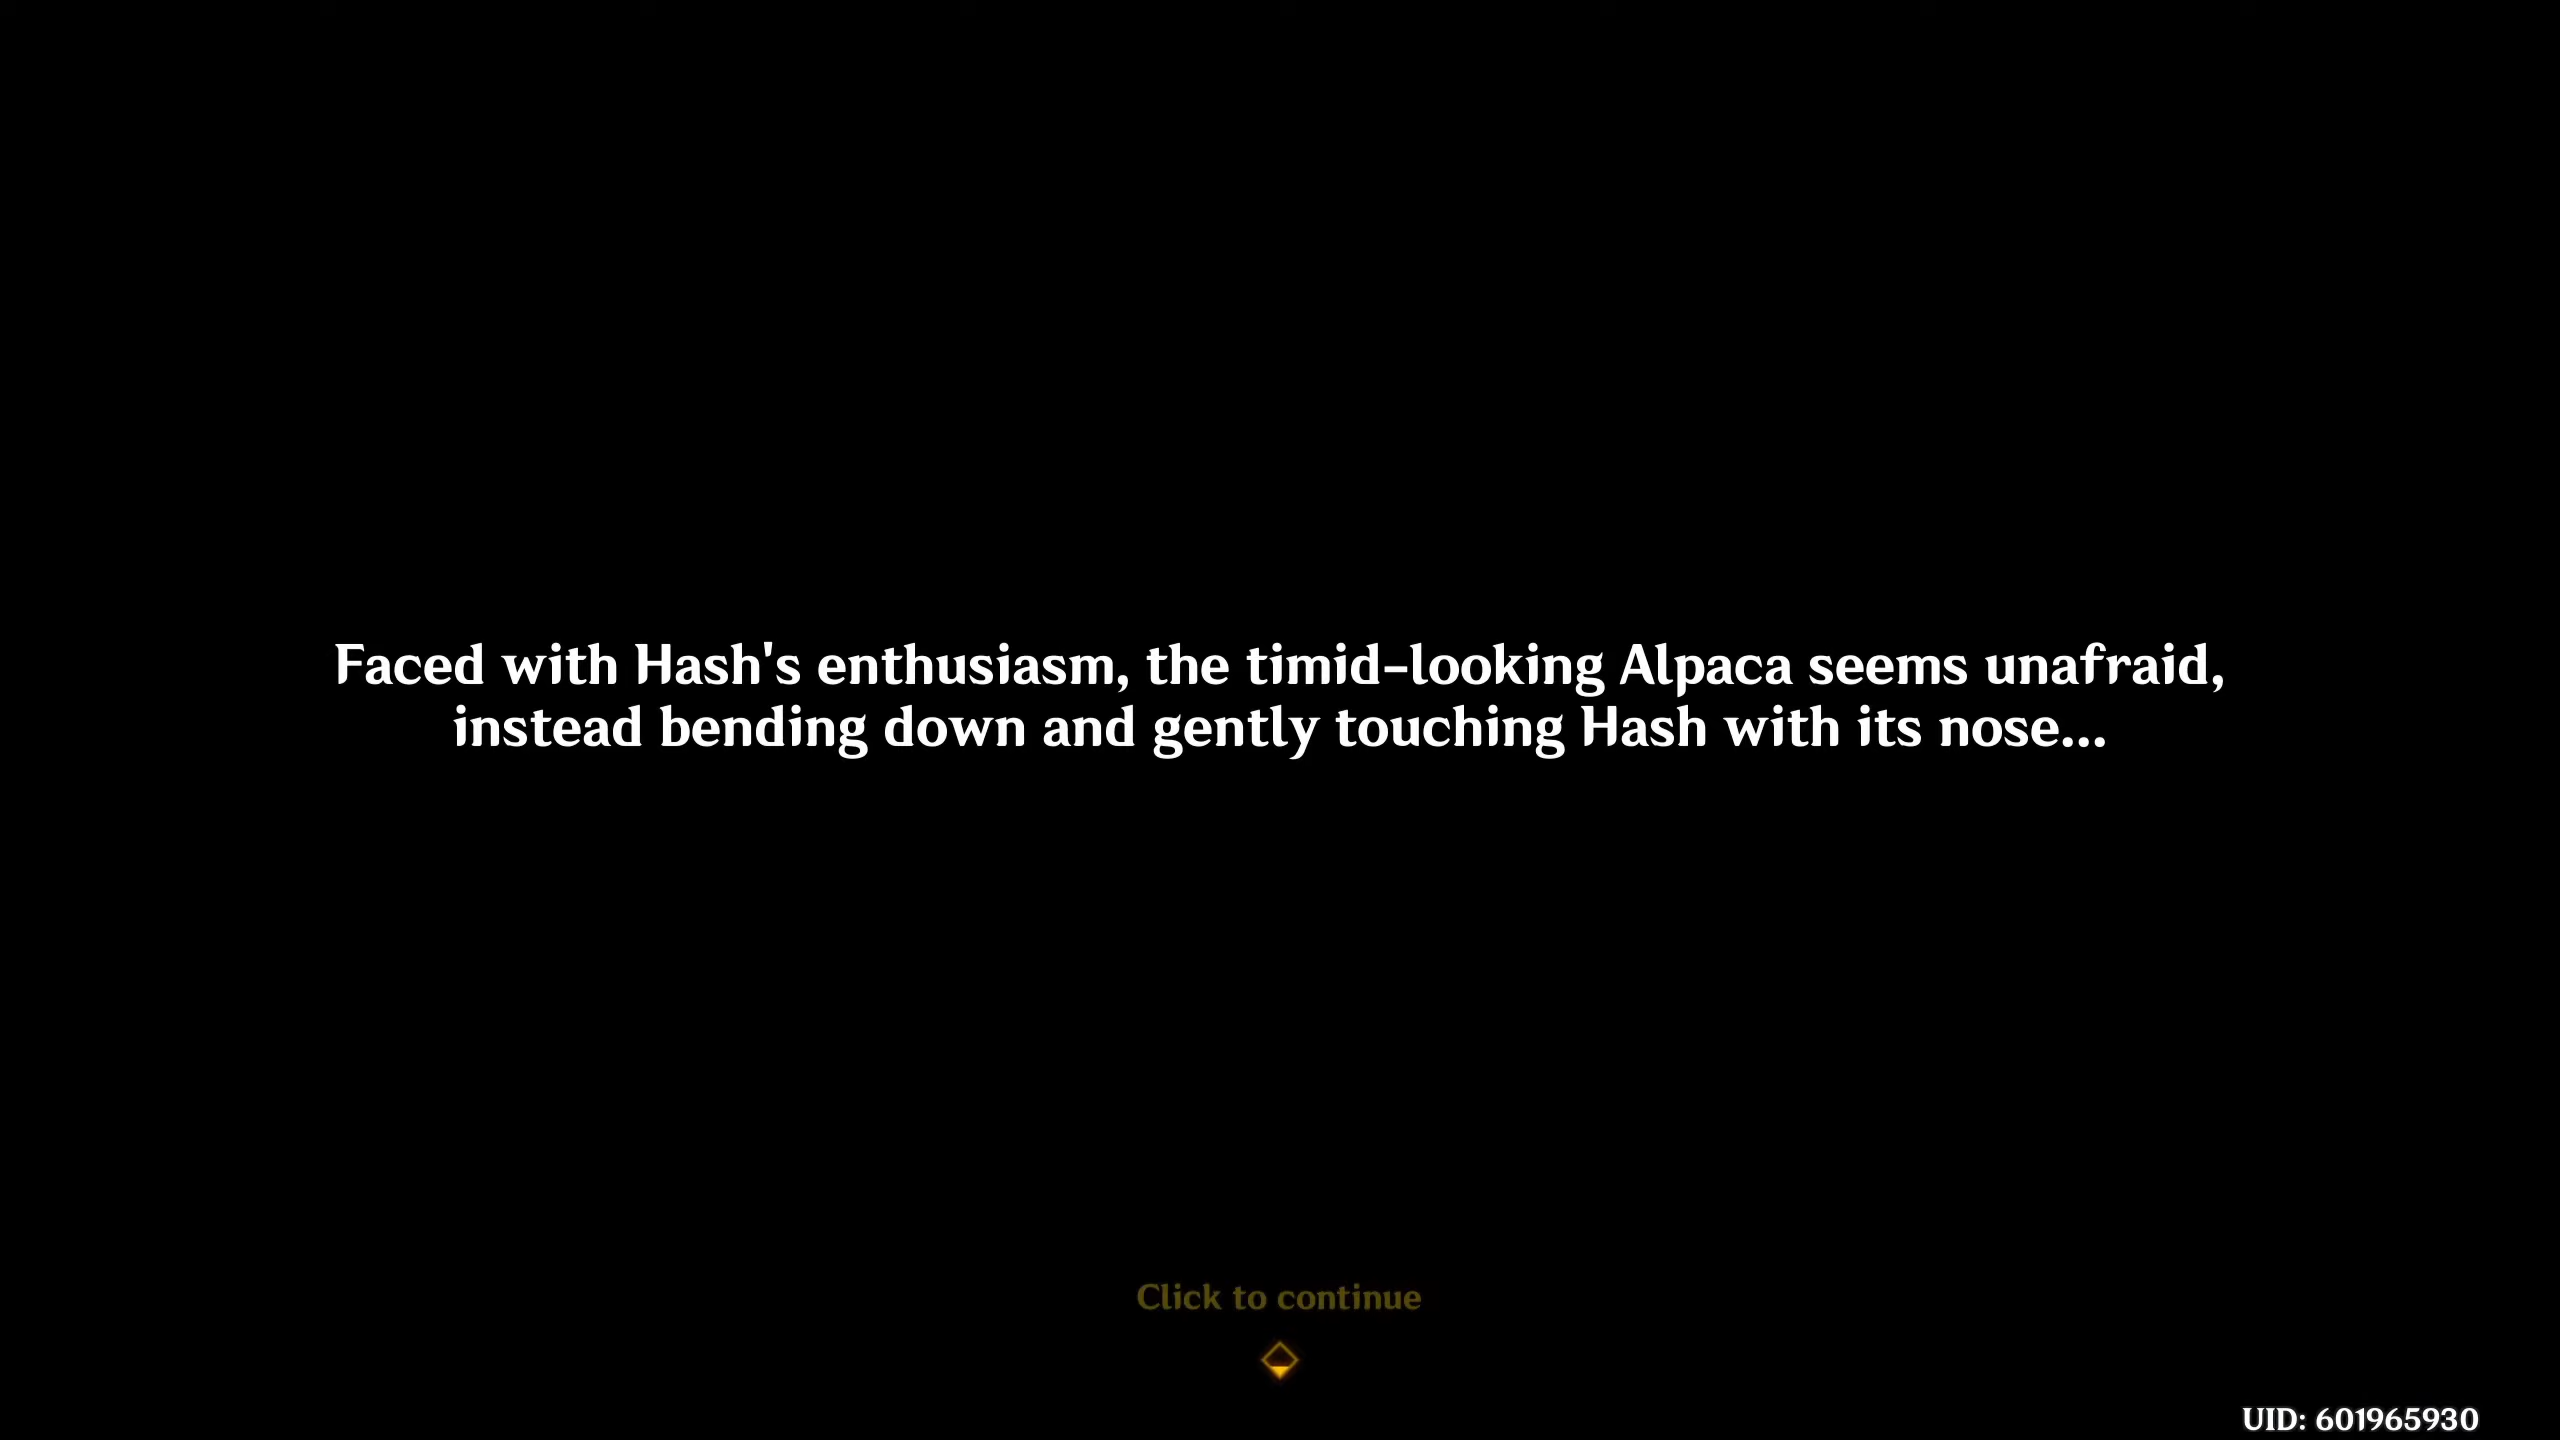 Faced with Hash's enthusiasm, the timid-looking Alpaca seems unafraid,
instead bending down and gently touching Hash with its nose...
Click to continue
UID: 601965930